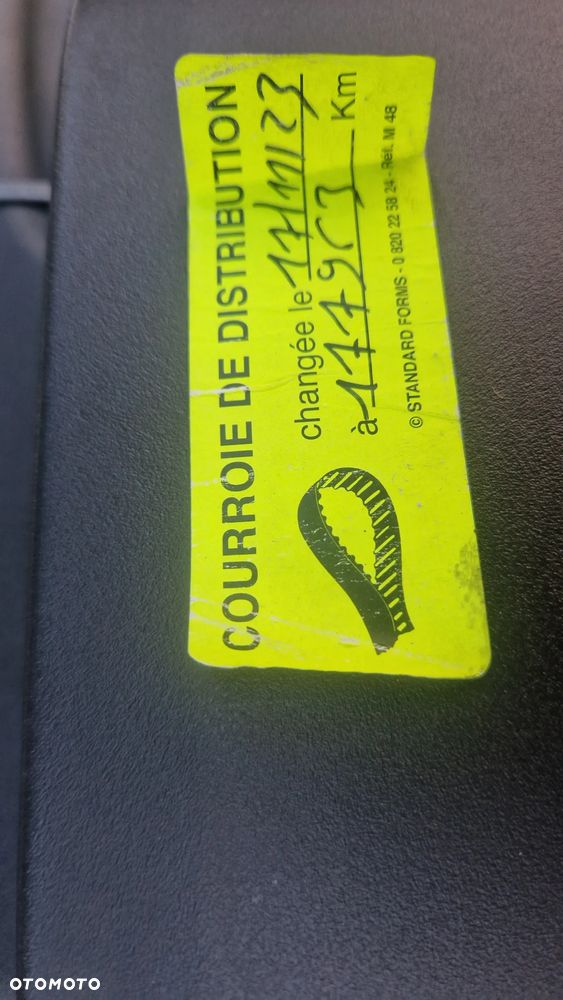 COURROIE DE DISTRIBUTION
changée le 17/11/23
à 177953 Km
© STANDARD FORMS - 0 820 22 58 24 - Réf. M 48
OTOMOTO